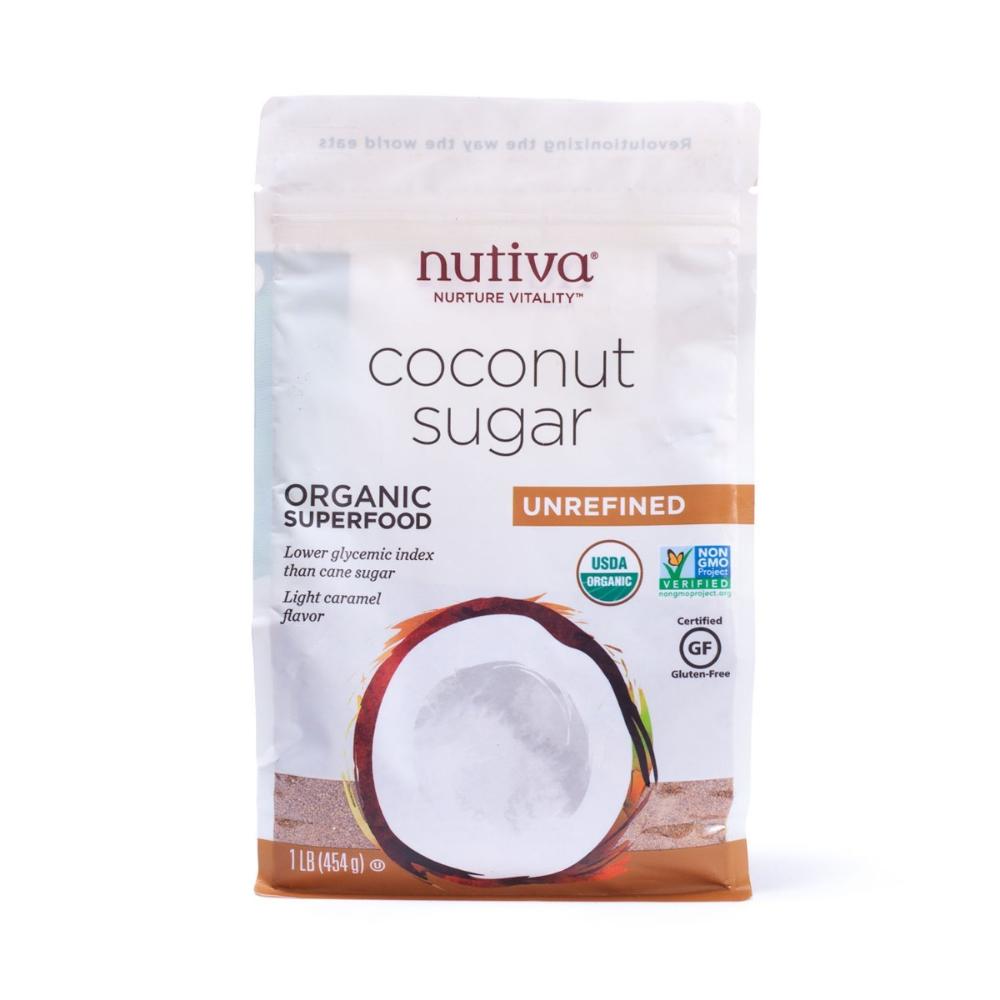 Revolutionizing the way the world eats
nutiva®
NURTURE VITALITY™
coconut
sugar
ORGANIC
SUPERFOOD
UNREFINED
Lower glycemic index
than cane sugar
Light caramel
flavor
USDA
ORGANIC
NON
GMO
Project
VERIFIED
nongmoproject.org
Certified
GF
Gluten-Free
1 LB (454 g) U